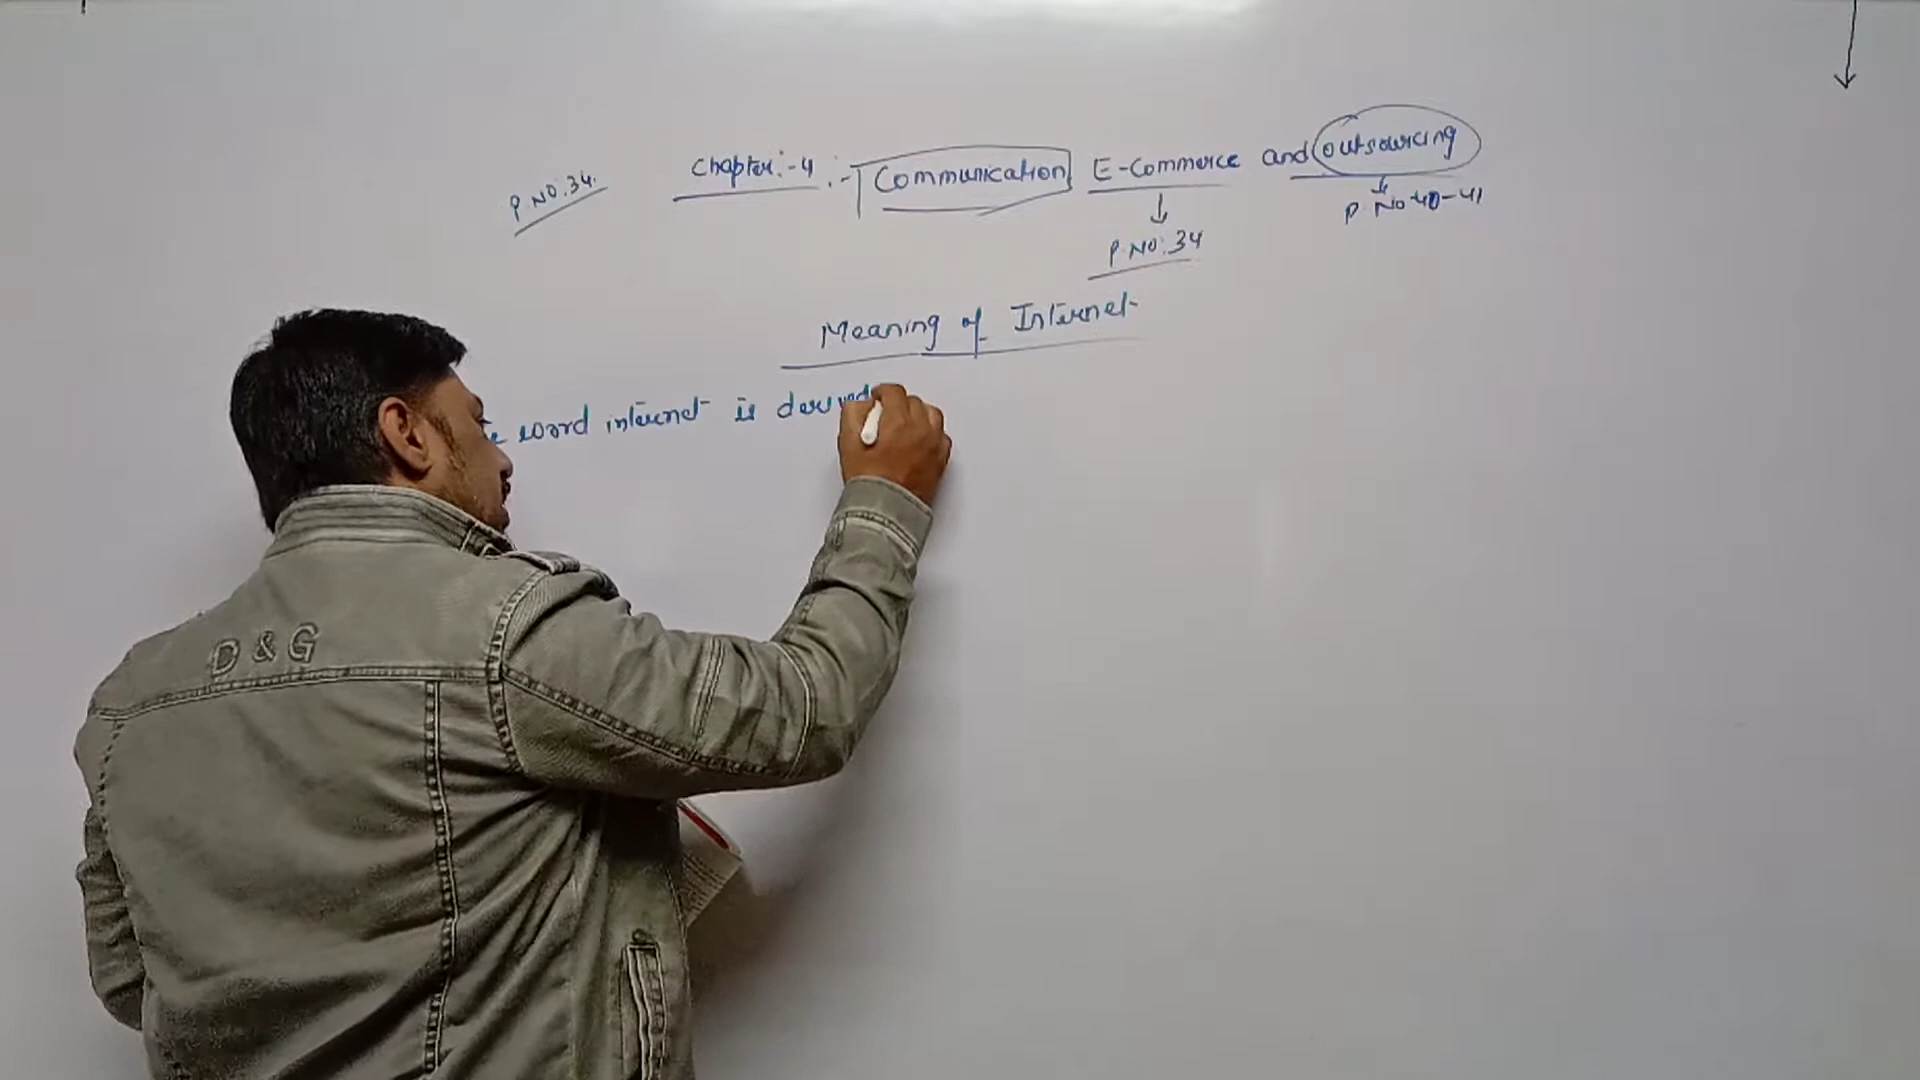 P.NO:34.
Chapter:-4 :- Communication E-Commerce and outsourcing
P. No 40-41
P.NO:34
Meaning of Internet
word internet is derived
D & G